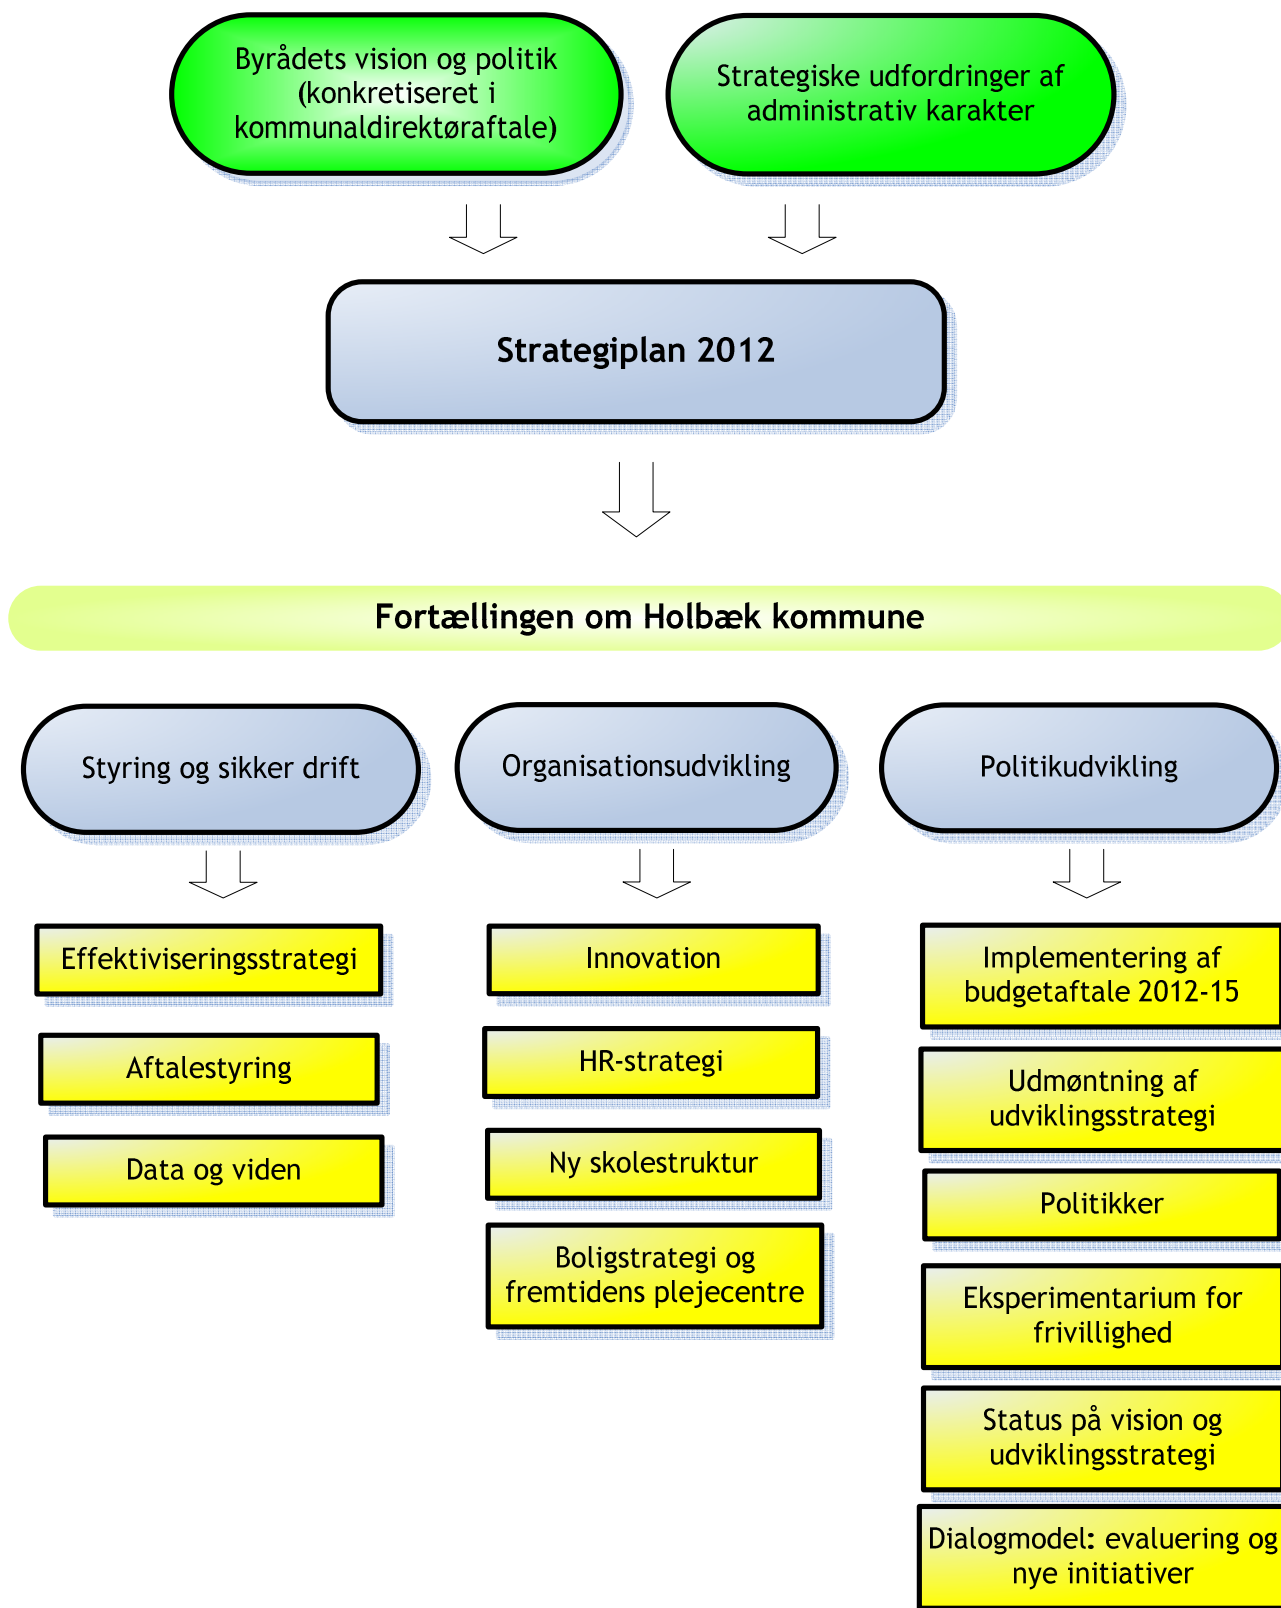 Byrådets vision og politik
(konkretiseret i
kommunaldirektøraftale)
Strategiske udfordringer af
administrativ karakter
Strategiplan 2012
Fortællingen om Holbæk kommune
Styring og sikker drift
Effektiviseringsstrategi
Aftalestyring
Data og viden
Organisationsudvikling
Innovation
HR-strategi
Ny skolestruktur
Boligstrategi og
fremtidens plejecentre
Politikudvikling
Implementering af
budgetaftale 2012-15
Udmøntning af
udviklingsstrategi
Politikker
Eksperimentarium for
frivillighed
Status på vision og
udviklingsstrategi
Dialogmodel: evaluering og
nye initiativer